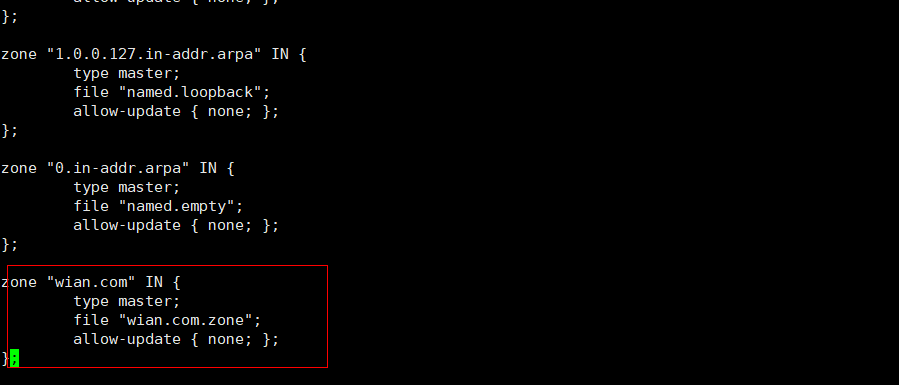 allow-update { none; };
};

zone "1.0.0.127.in-addr.arpa" IN {
        type master;
        file "named.loopback";
        allow-update { none; };
};

zone "0.in-addr.arpa" IN {
        type master;
        file "named.empty";
        allow-update { none; };
};

zone "wian.com" IN {
        type master;
        file "wian.com.zone";
        allow-update { none; };
};